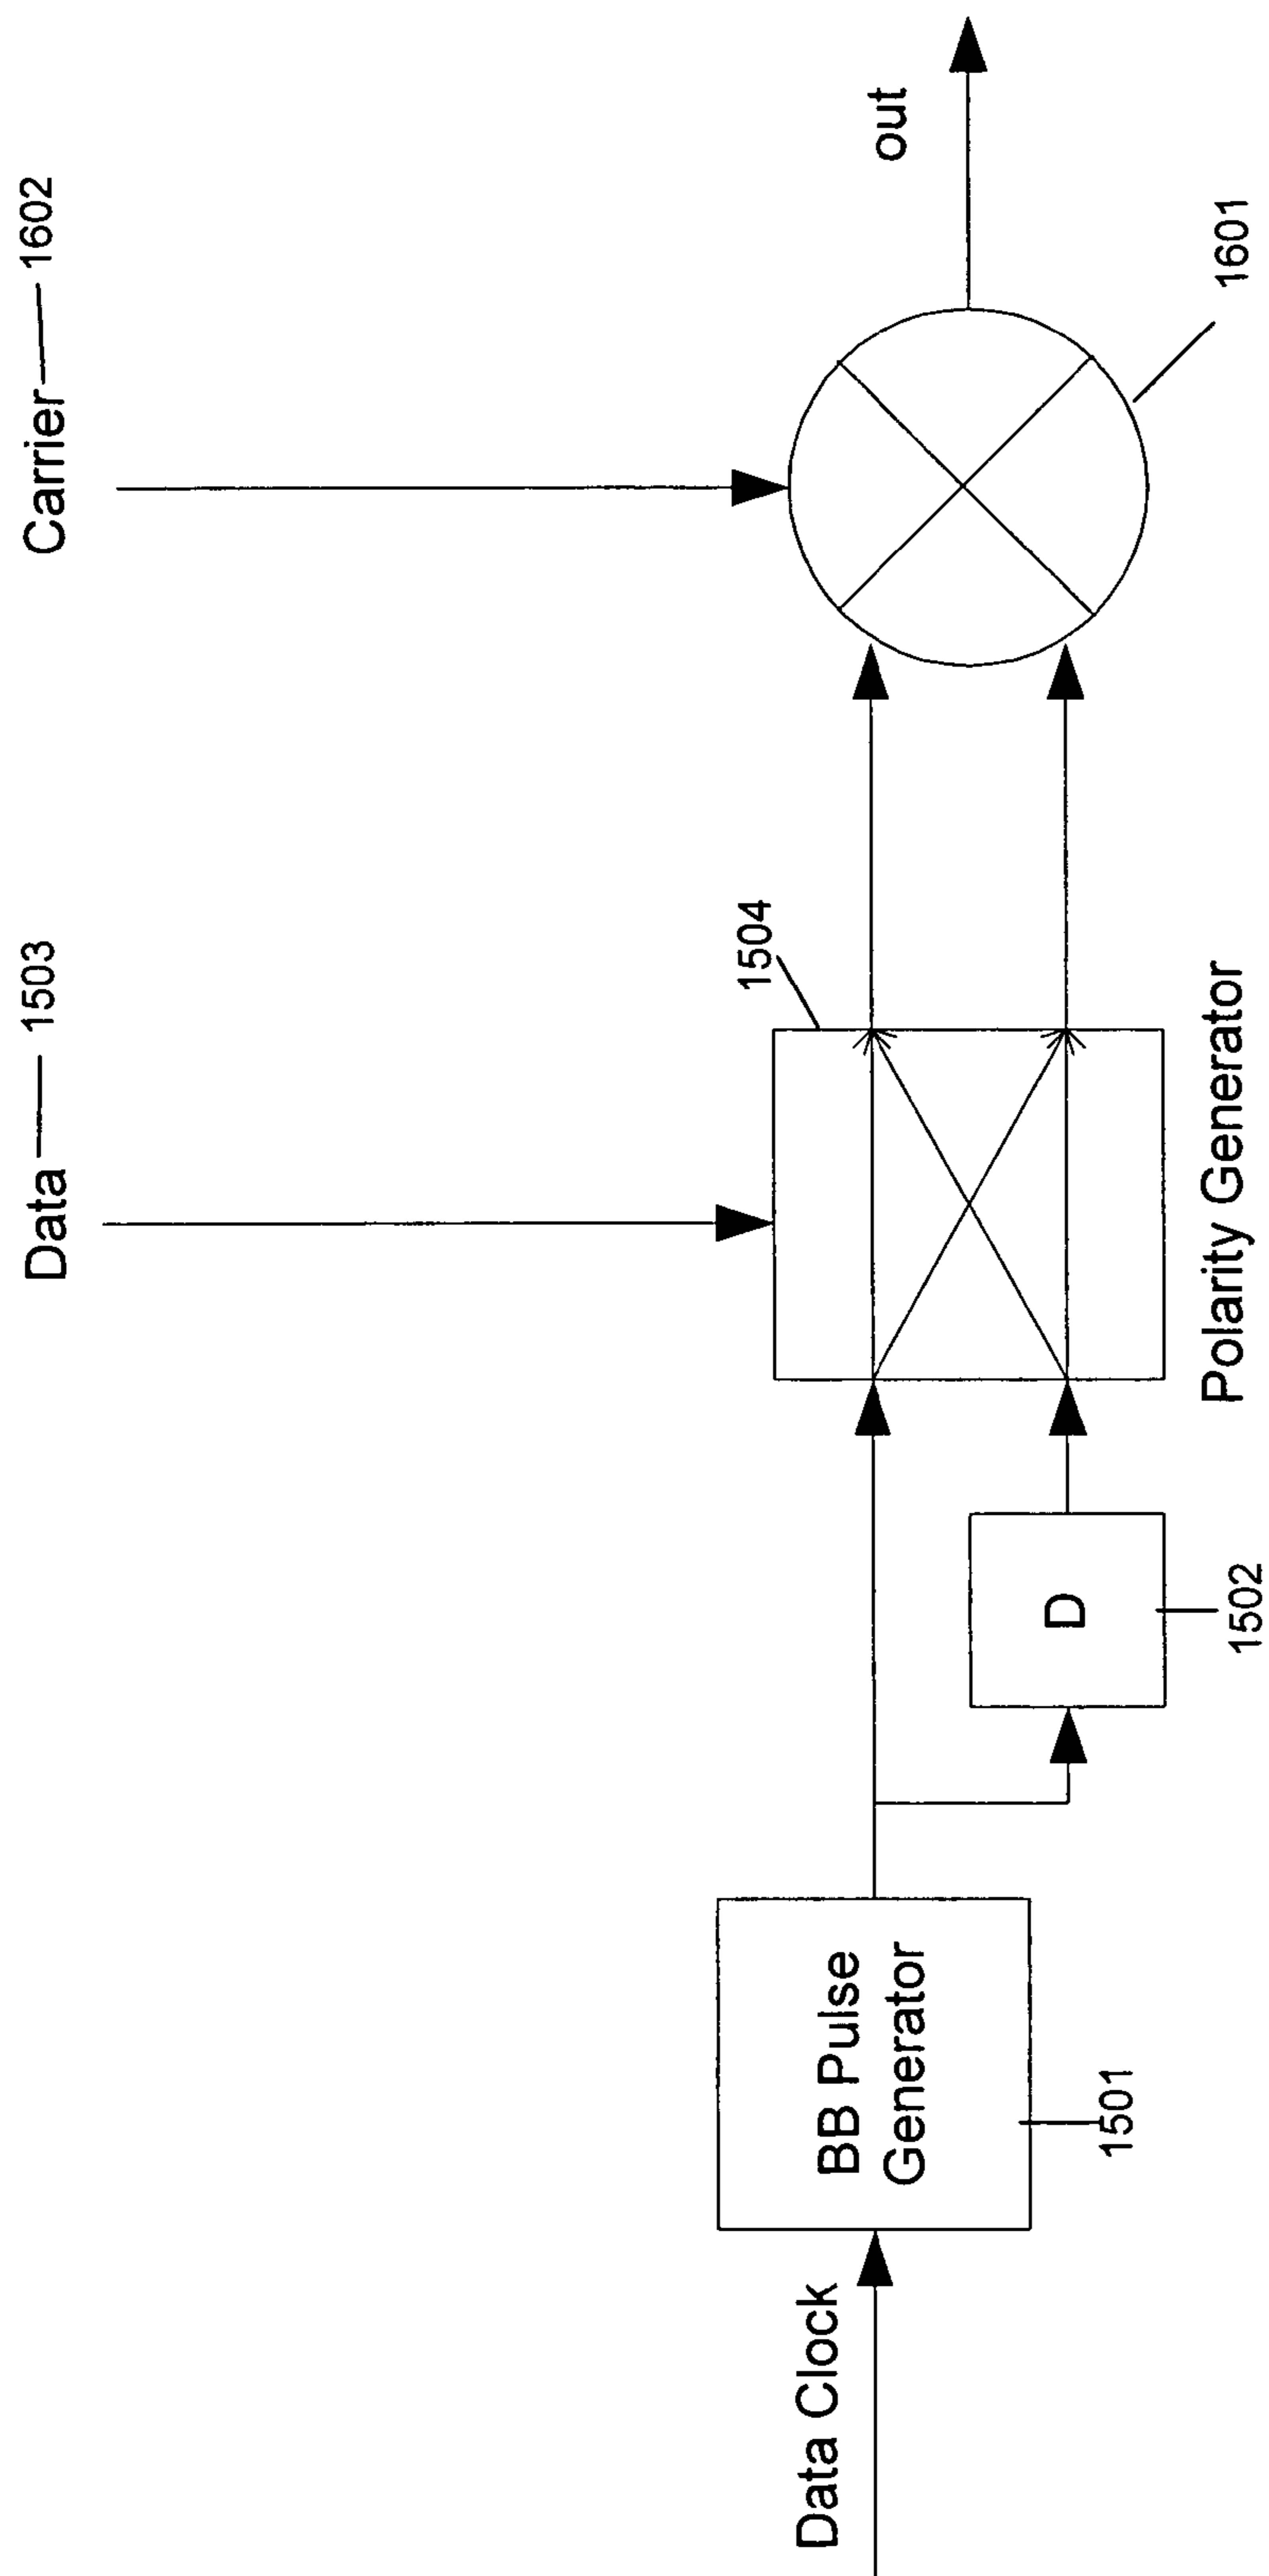 Data — 1503
Carrier — 1602
1504
out
Data Clock
BB Pulse
Generator
D
1501
1502
Polarity Generator
1601